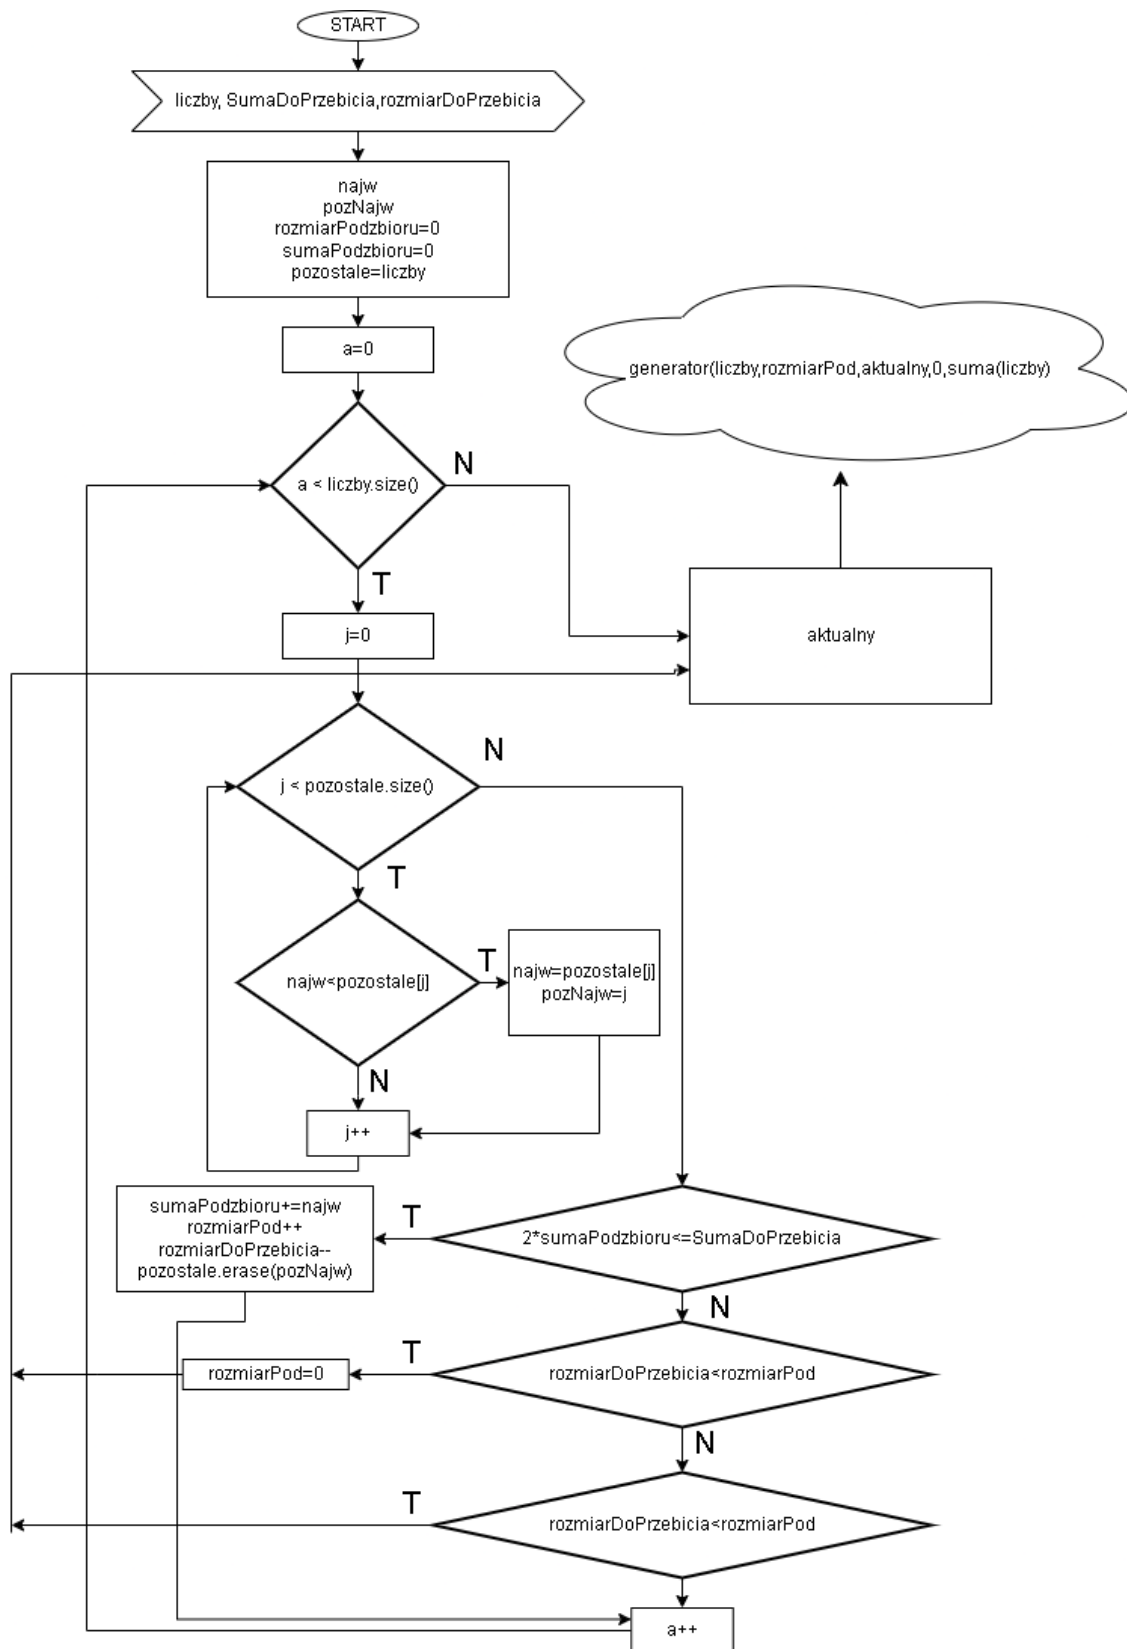 START
liczby, SumaDoPrzebicia,rozmiarDoPrzebicia
najw
pozNajw
rozmiarPodzbioru=0
sumaPodzbioru=0
pozostale=liczby
a=0
generator(liczby,rozmiarPod,aktualny,0,suma(liczby)
a < liczby.size()
N
T
aktualny
j=0
j < pozostale.size()
N
T
najw<pozostale[j]
T
najw=pozostale[j]
pozNajw=j
N
j++
sumaPodzbioru+=najw
rozmiarPod++
rozmiarDoPrzebicia--
pozostale.erase(pozNajw)
T
2*sumaPodzbioru<=SumaDoPrzebicia
N
rozmiarPod=0
T
rozmiarDoPrzebicia<rozmiarPod
N
T
rozmiarDoPrzebicia<rozmiarPod
a++